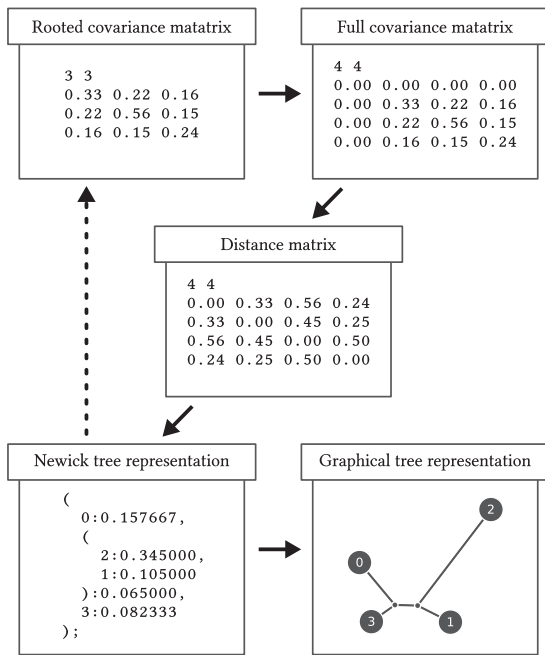 Rooted covariance matatrix
3 3
0.33 0.22 0.16
0.22 0.56 0.15
0.16 0.15 0.24
Full covariance matatrix
4 4
0.00 0.00 0.00 0.00
0.00 0.33 0.22 0.16
0.00 0.22 0.56 0.15
0.00 0.16 0.15 0.24
Distance matrix
4 4
0.00 0.33 0.56 0.24
0.33 0.00 0.45 0.25
0.56 0.45 0.00 0.50
0.24 0.25 0.50 0.00
Newick tree representation
(
0:0.157667,
(
2:0.345000,
1:0.105000
):0.065000,
3:0.082333
);
Graphical tree representation
2
0
3
1